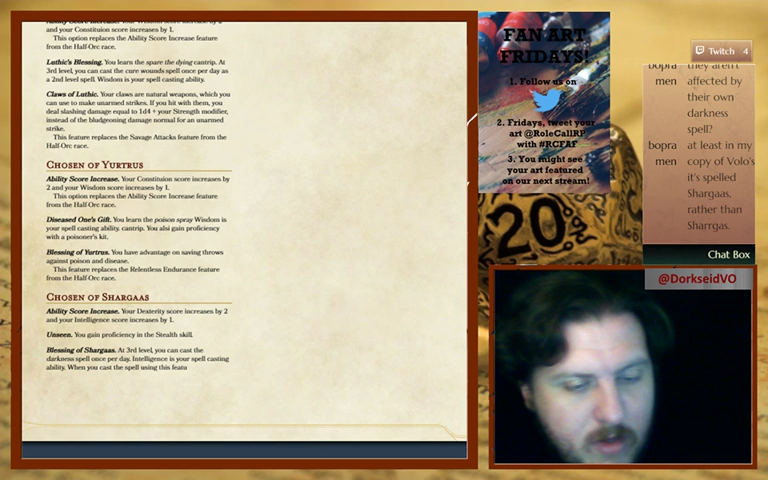 Ability Score Increase. Your Wisdom score increases by 2
and your Constituion score increases by 1.
This option replaces the Ability Score Increase feature
from the Half-Orc race.
Luthic's Blessing. You learn the spare the dying cantrip. At
3rd level, you can cast the cure wounds spell once per day as
a 2nd level spell. Wisdom is your spell casting ability.
Claws of Luthic. Your claws are natural weapons, which you
can use to make unarmed strikes. If you hit with them, you
deal slashing damage equal to 1d4 + your Strength modifier,
instead of the bludgeoning damage normal for an unarmed
strike.
This feature replaces the Savage Attacks feature from the
Half-Orc race.
Chosen of Yurtrus
Ability Score Increase. Your Constituion score increases by
2 and your Wisdom score increases by 1.
This option replaces the Ability Score Increase feature
from the Half-Orc race.
Diseased One's Gift. You learn the poison spray Wisdom is
your spell casting ability. cantrip. You alsi gain proficiency
with a poisoner's kit.
Blessing of Yurtrus. You have advantage on saving throws
against poison and disease.
This feature replaces the Relentless Endurance feature
from the Half-Orc race.
Chosen of Shargaas
Ability Score Increase. Your Dexterity score increases by 2
and your Intelligence score increases by 1.
Unseen. You gain proficiency in the Stealth skill.
Blessing of Shargaas. At 3rd level, you can cast the
darkness spell once per day. Intelligence is your spell casting
ability. When you cast the spell using this featu
FAN ART
FRIDAYS!
1. Follow us on
2. Fridays, tweet your
art @RoleCallRP
with #RCFAF
3. You might see
your art featured
on our next stream!
20
Twitch 4
bopra they aren't
men affected by
their own
darkness
spell?
bopra at least in my
men copy of Volo's
it's spelled
Shargaas,
rather than
Sharrgas.
Chat Box
@DorkseidVO